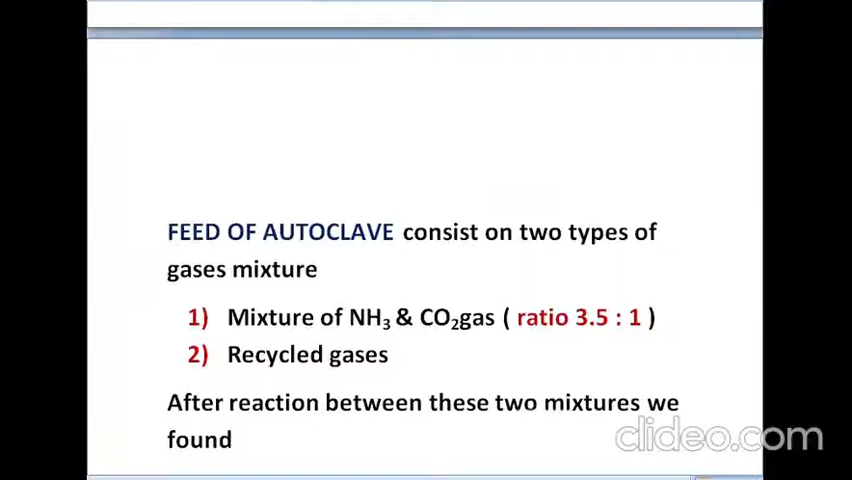 FEED OF AUTOCLAVE consist on two types of
gases mixture
1) Mixture of NH₃ & CO₂gas ( ratio 3.5 : 1 )
2) Recycled gases
After reaction between these two mixtures we
found
clideo.com